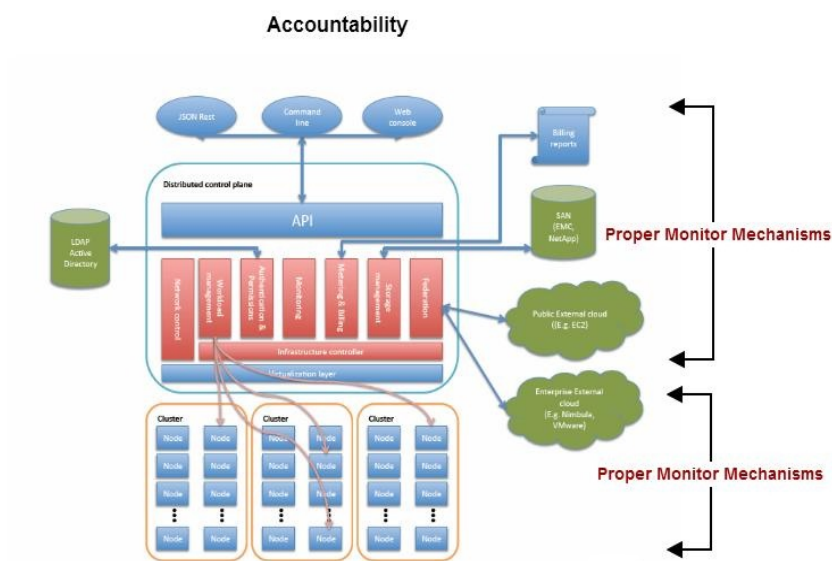 Accountability
JSON Rest
Command
line
Web
console
Billing
reports
Distributed control plane
API
LDAP
Active
Directory
SAN
(EMC,
NetApp)
Proper Monitor Mechanisms
Network control
Workload
management
Authentication &
Permissions
Monitoring
Metering & Billing
Storage
management
Federation
Infrastructure controller
Virtualization layer
Public External cloud
((E.g. EC2)
Enterprise External
cloud
(E.g. Nimbula,
VMware)
Proper Monitor Mechanisms
Cluster
Node Node
Node Node
Node Node
Node Node
Cluster
Node Node
Node Node
Node Node
Node Node
Cluster
Node Node
Node Node
Node Node
Node Node